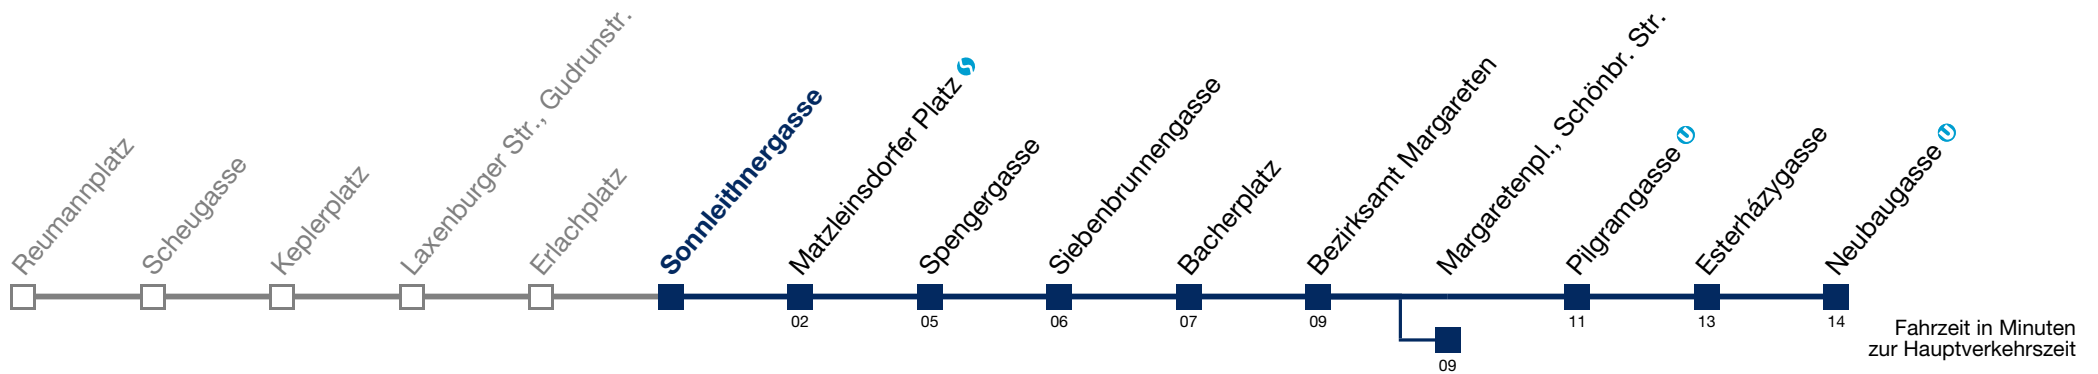 Reumannplatz
Scheugasse
Keplerplatz
Laxenburger Str., Gudrunstr.
Erlachplatz
Sonnleithnergasse
Matzleinsdorfer Platz
Spengergasse
Siebenbrunnengasse
Bacherplatz
Bezirksamt Margareten
Margaretenpl., Schönbr. Str.
Pilgramgasse U
Esterházygasse
Neubaugasse U
02
05
06
07
09
09
11
13
14
Fahrzeit in Minuten
zur Hauptverkehrszeit